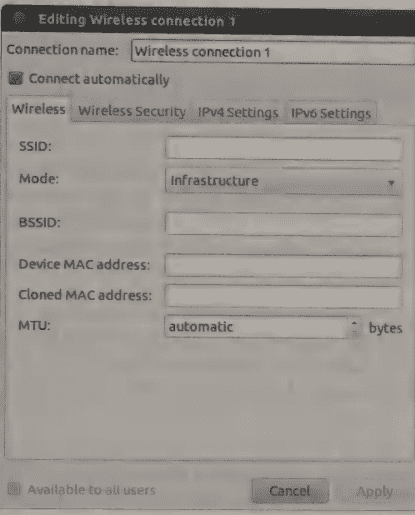 Editing Wireless connection 1
Connection name: Wireless connection 1
Connect automatically
Wireless Wireless Security IPv4 Settings IPv6 Settings
SSID:
Mode: Infrastructure
BSSID:
Device MAC address:
Cloned MAC address:
MTU: automatic bytes
Available to all users Cancel Apply